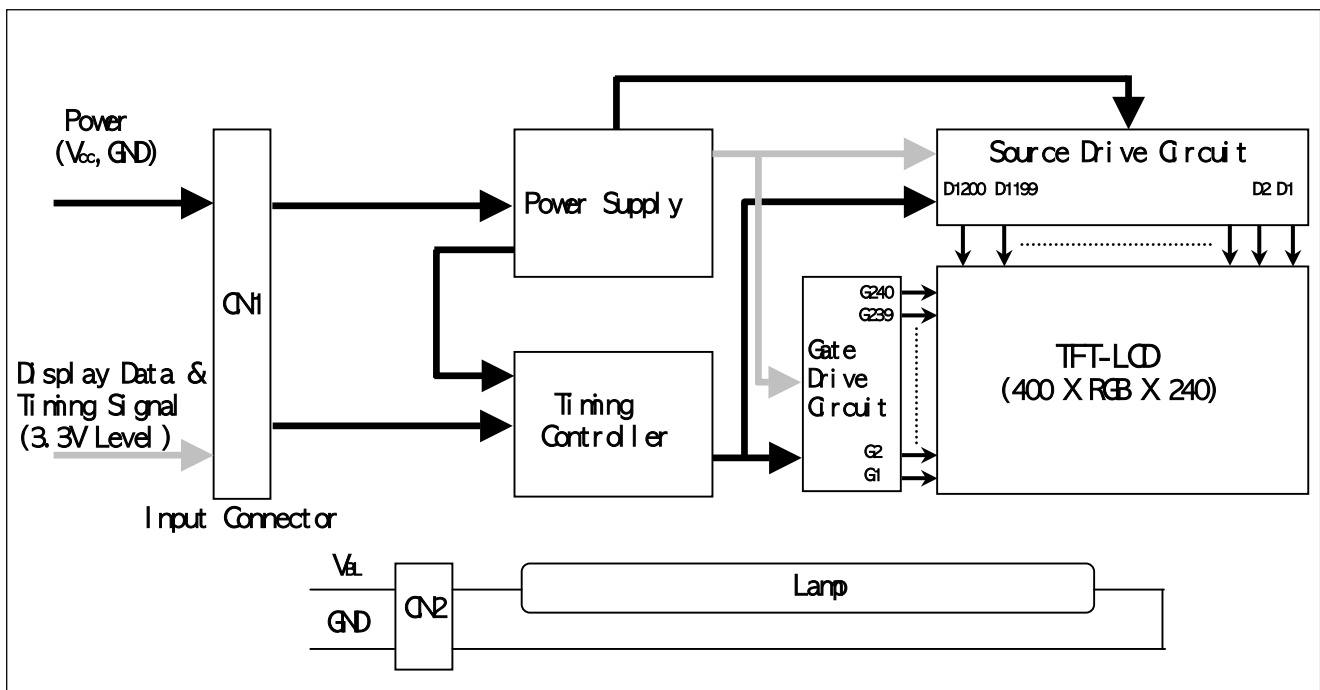 Power
(Vcc, GND)
CN1
Display Data &
Timing Signal
(3.3V Level)
Input Connector
Power Supply
Timing
Controller
Source Drive Circuit
D1200 D1199
D2 D1
G240
G239
Gate
Drive
Circuit
G2
G1
TFT-LCD
(400 X RGB X 240)
VBL
GND
CN2
Lamp